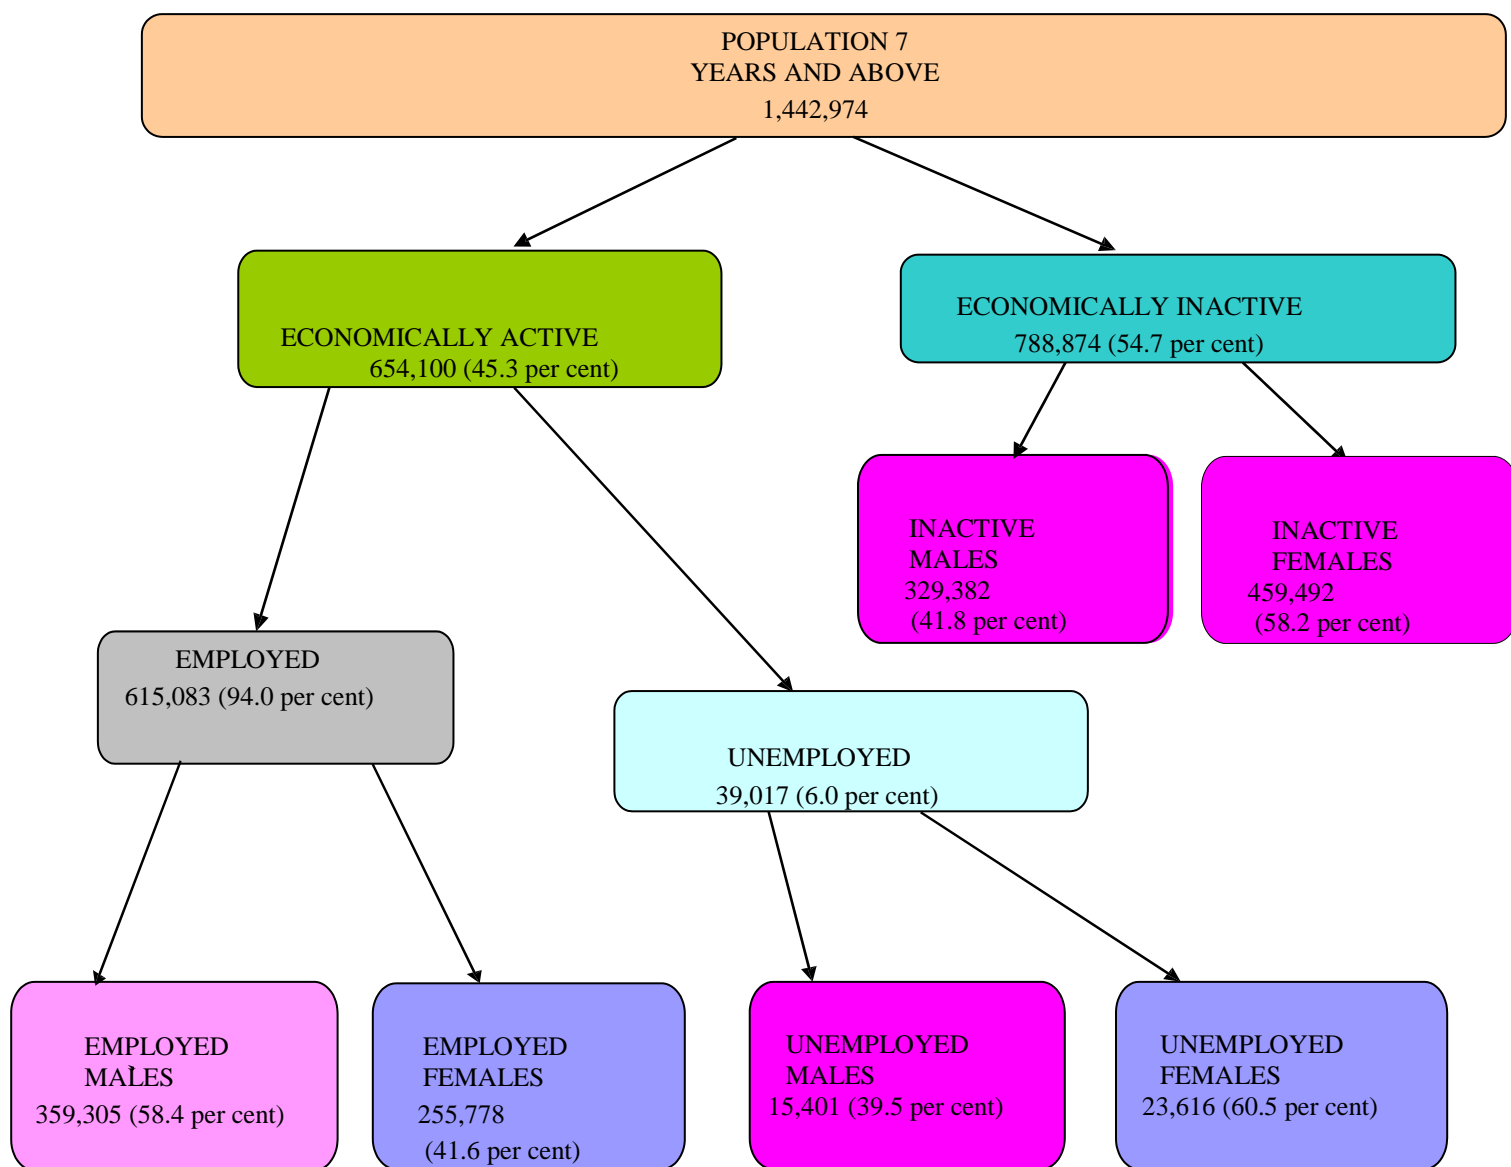 POPULATION 7
YEARS AND ABOVE
1,442,974
ECONOMICALLY ACTIVE
654,100 (45.3 per cent)
ECONOMICALLY INACTIVE
788,874 (54.7 per cent)
INACTIVE
MALES
329,382
(41.8 per cent)
INACTIVE
FEMALES
459,492
(58.2 per cent)
EMPLOYED
615,083 (94.0 per cent)
UNEMPLOYED
39,017 (6.0 per cent)
EMPLOYED
MALES
359,305 (58.4 per cent)
EMPLOYED
FEMALES
255,778
(41.6 per cent)
UNEMPLOYED
MALES
15,401 (39.5 per cent)
UNEMPLOYED
FEMALES
23,616 (60.5 per cent)